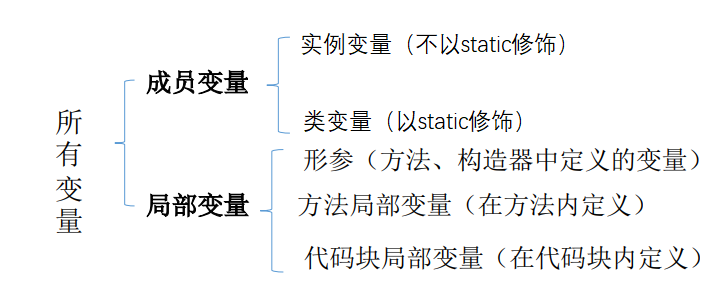 所有变量
成员变量
实例变量（不以static修饰）
类变量（以static修饰）
局部变量
形参（方法、构造器中定义的变量）
方法局部变量（在方法内定义）
代码块局部变量（在代码块内定义）